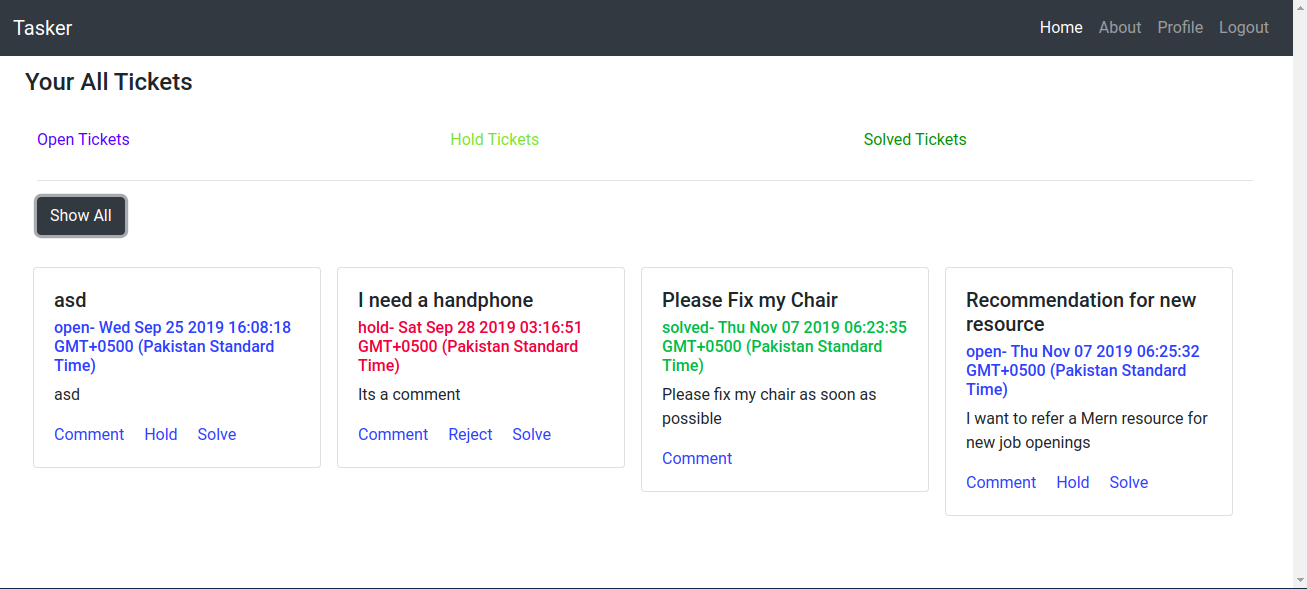 Tasker
Home About Profile Logout
Your All Tickets
Open Tickets
Hold Tickets
Solved Tickets
Show All
asd
open- Wed Sep 25 2019 16:08:18
GMT+0500 (Pakistan Standard
Time)
asd
Comment Hold Solve
I need a handphone
hold- Sat Sep 28 2019 03:16:51
GMT+0500 (Pakistan Standard
Time)
Its a comment
Comment Reject Solve
Please Fix my Chair
solved- Thu Nov 07 2019 06:23:35
GMT+0500 (Pakistan Standard
Time)
Please fix my chair as soon as
possible
Comment
Recommendation for new
resource
open- Thu Nov 07 2019 06:25:32
GMT+0500 (Pakistan Standard
Time)
I want to refer a Mern resource for
new job openings
Comment Hold Solve